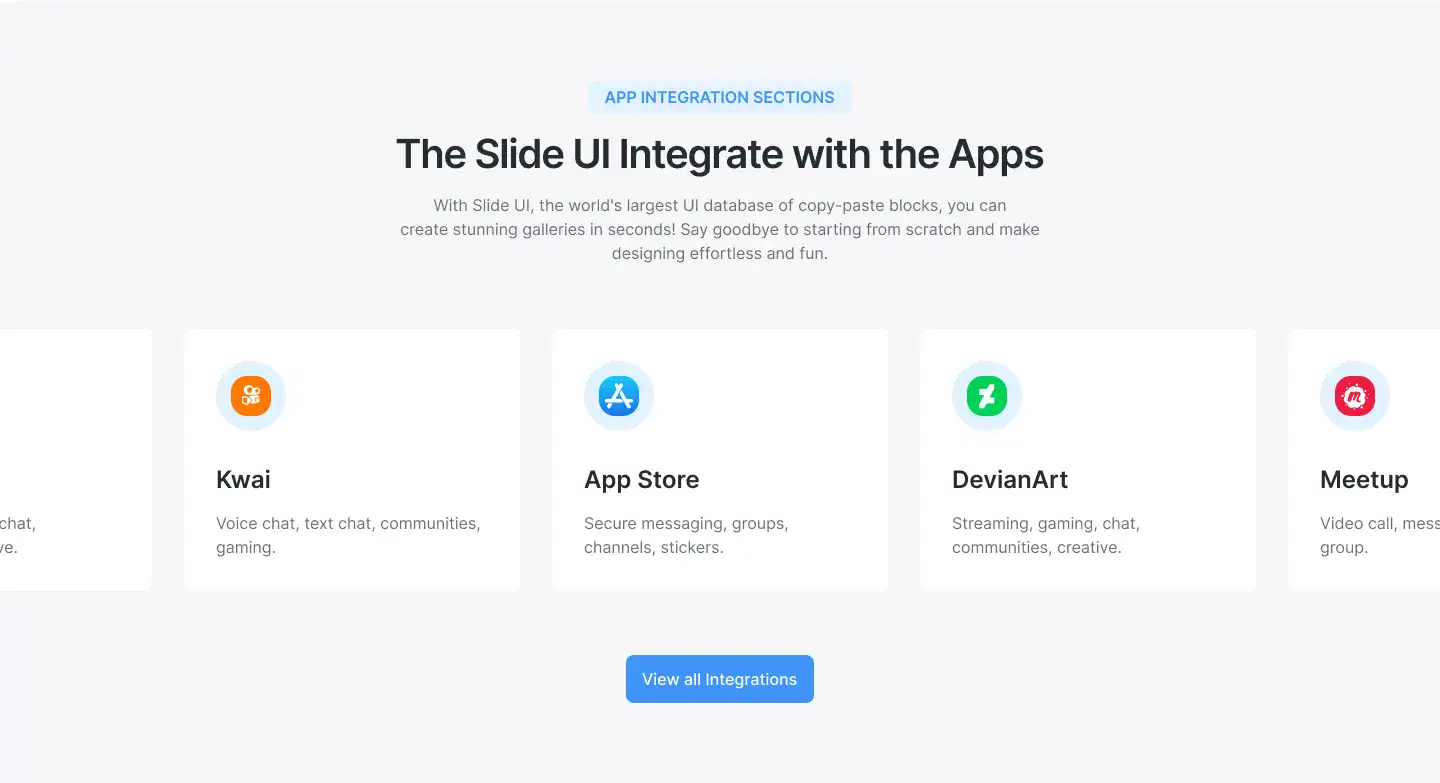 APP INTEGRATION SECTIONS
The Slide UI Integrate with the Apps
With Slide UI, the world's largest UI database of copy-paste blocks, you can
create stunning galleries in seconds! Say goodbye to starting from scratch and make
designing effortless and fun.
chat,
ve.
Kwai
Voice chat, text chat, communities,
gaming.
App Store
Secure messaging, groups,
channels, stickers.
DevianArt
Streaming, gaming, chat,
communities, creative.
Meetup
Video call, mess
group.
View all Integrations